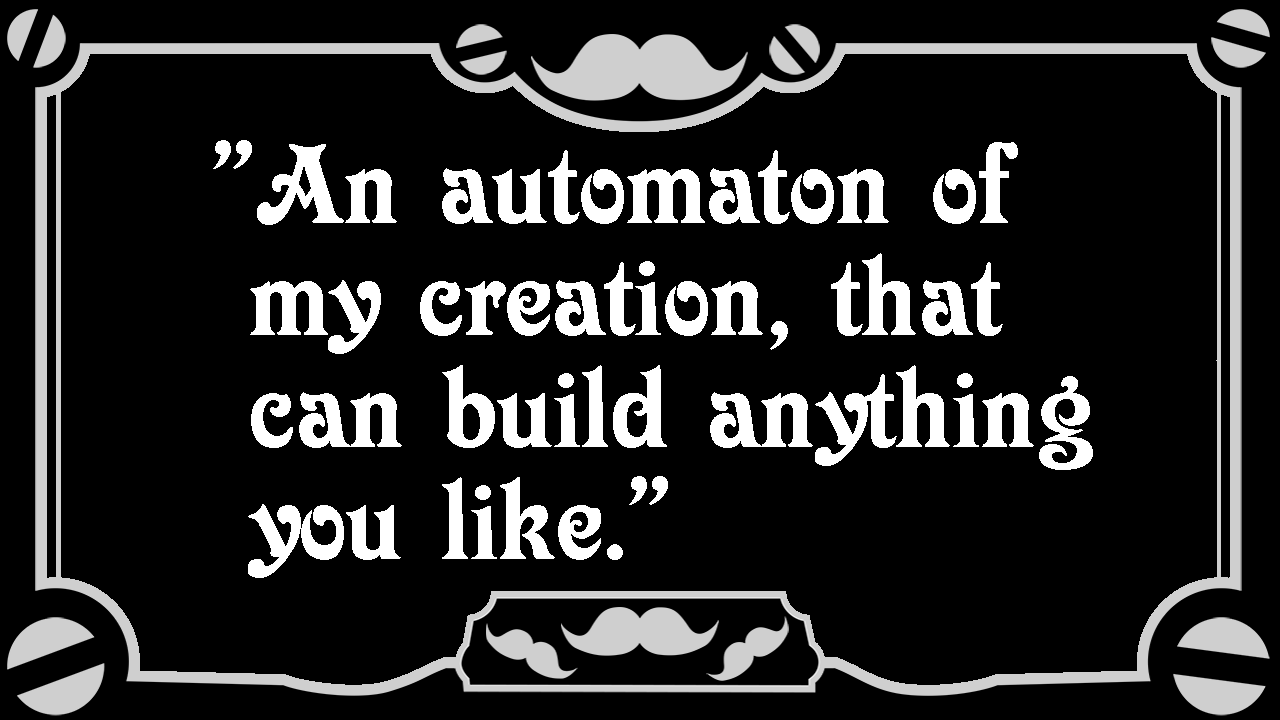 ”An automaton of
my creation, that
can build anything
you like.”